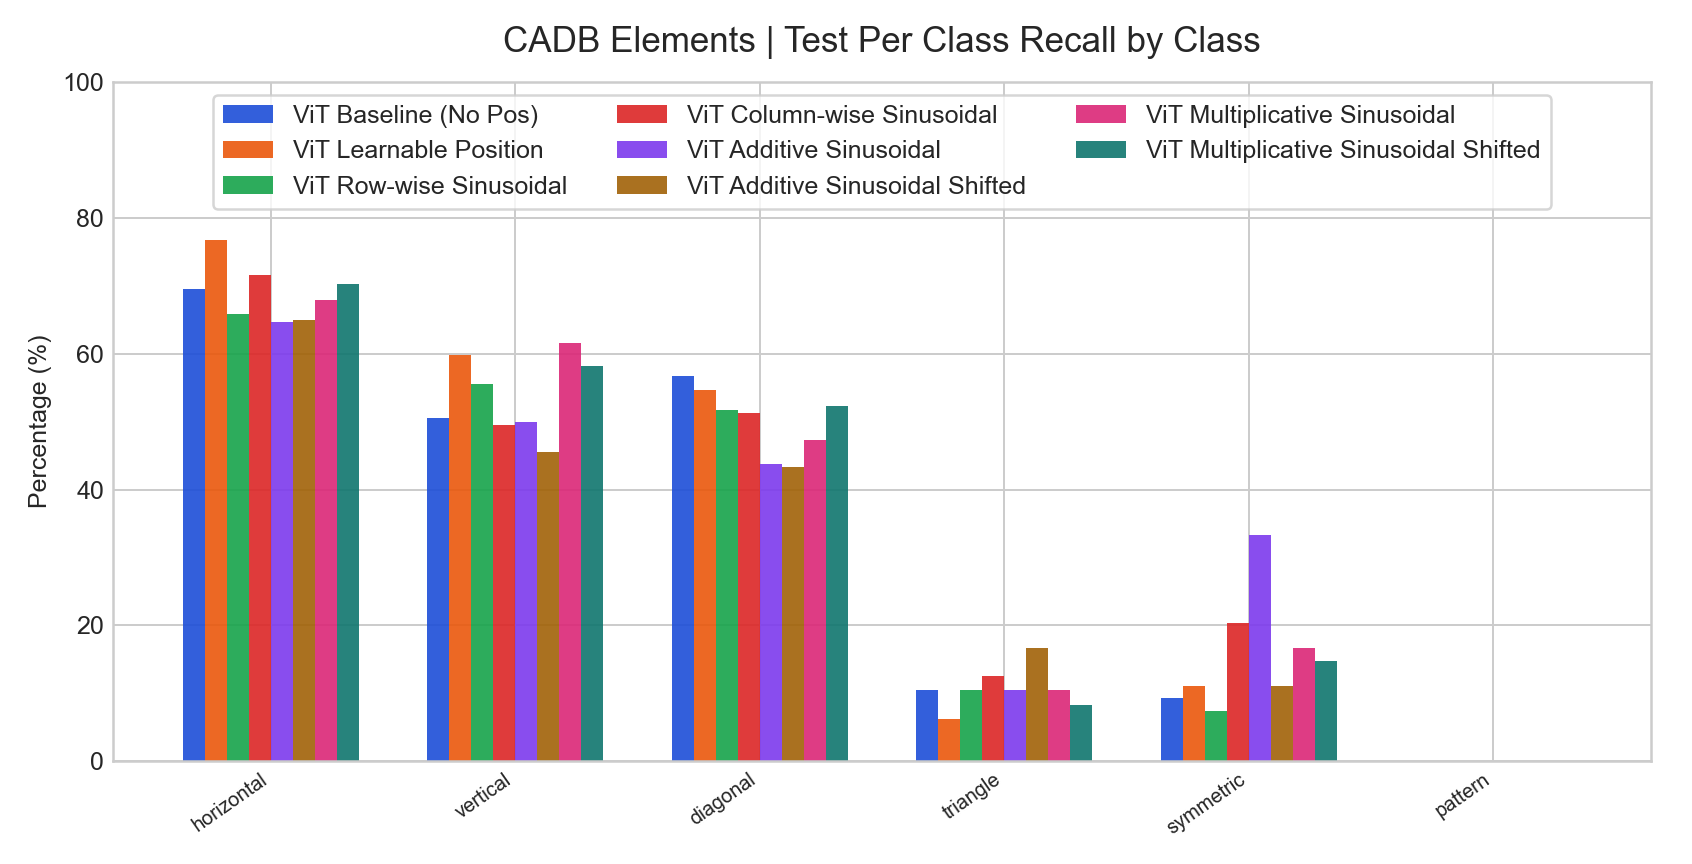 CADB Elements | Test Per Class Recall by Class
100
80
60
40
20
0
Percentage (%)
ViT Baseline (No Pos)
ViT Learnable Position
ViT Row-wise Sinusoidal
ViT Column-wise Sinusoidal
ViT Additive Sinusoidal
ViT Additive Sinusoidal Shifted
ViT Multiplicative Sinusoidal
ViT Multiplicative Sinusoidal Shifted
horizontal
vertical
diagonal
triangle
symmetric
pattern